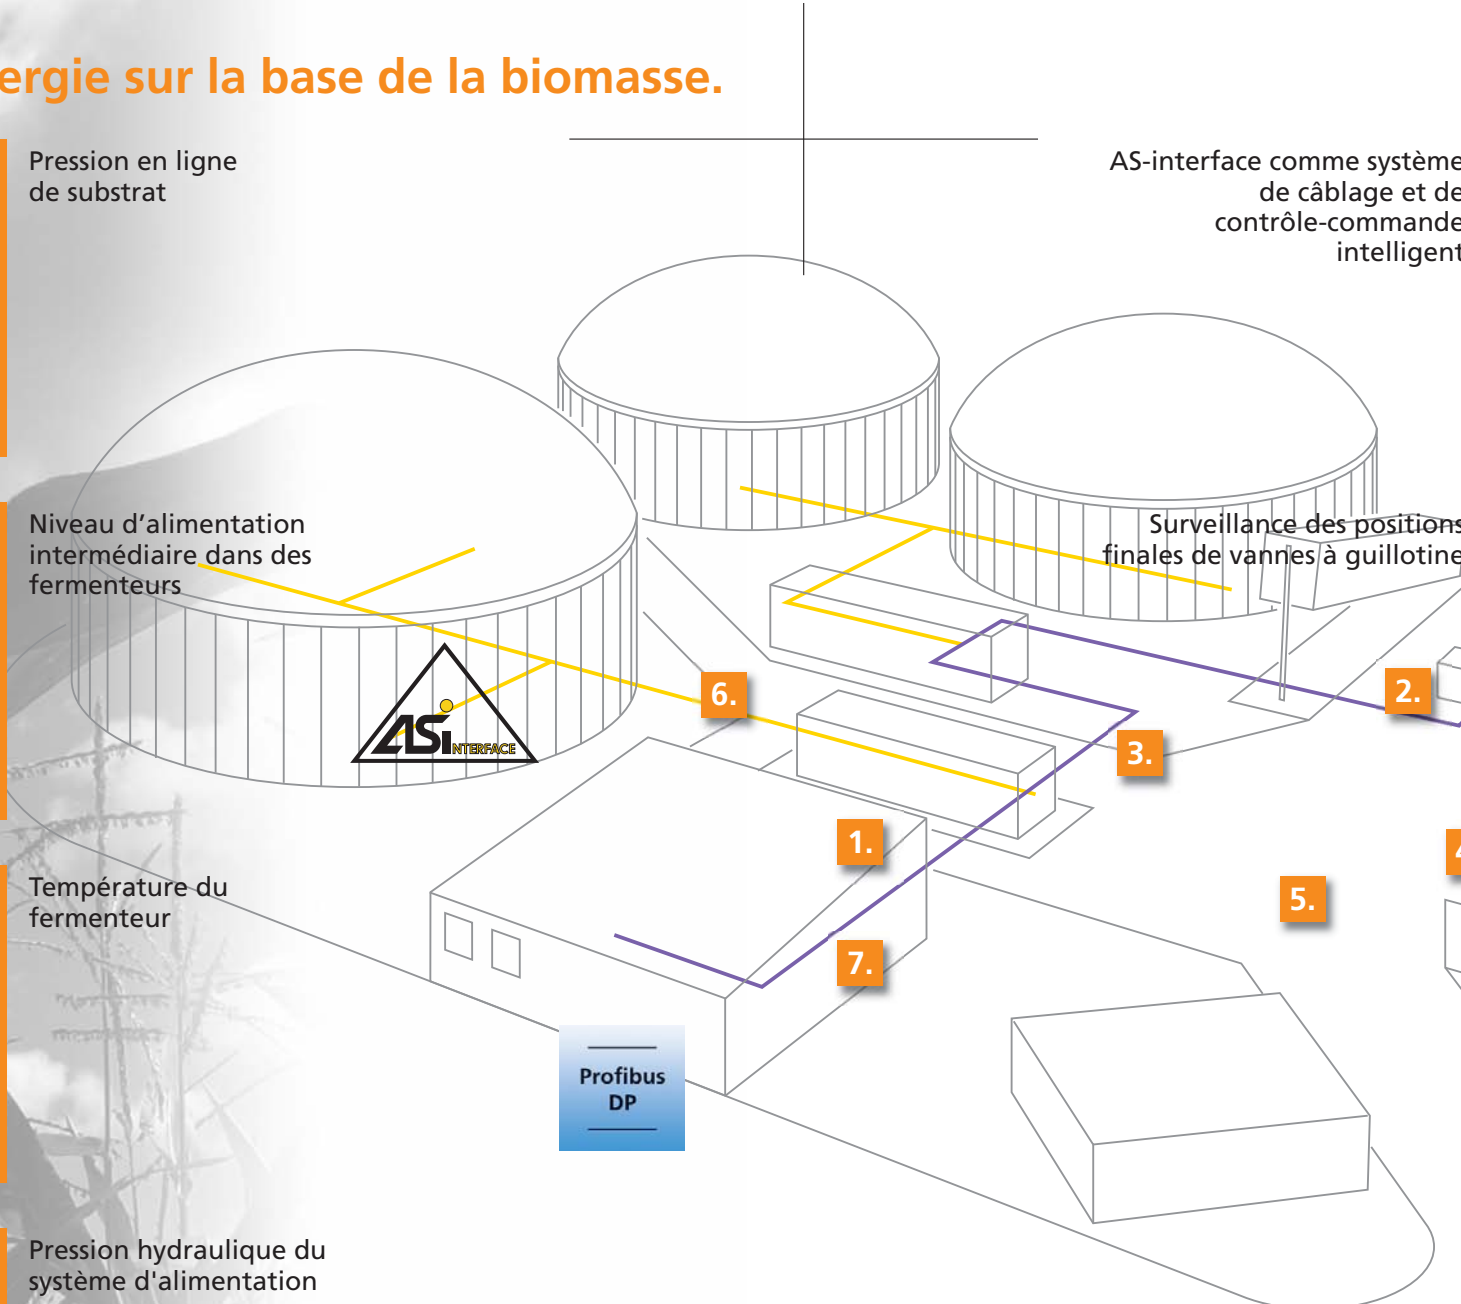 ergie sur la base de la biomasse.
Pression en ligne
de substrat
AS-interface comme système
de câblage et de
contrôle-commande
intelligent
Niveau d’alimentation
intermédiaire dans des
fermenteurs
Surveillance des positions
finales de vannes à guillotine
ASi
NTERFACE
6.
2.
3.
1.
4
5.
7.
Température du
fermenteur
Profibus
DP
Pression hydraulique du
système d'alimentation